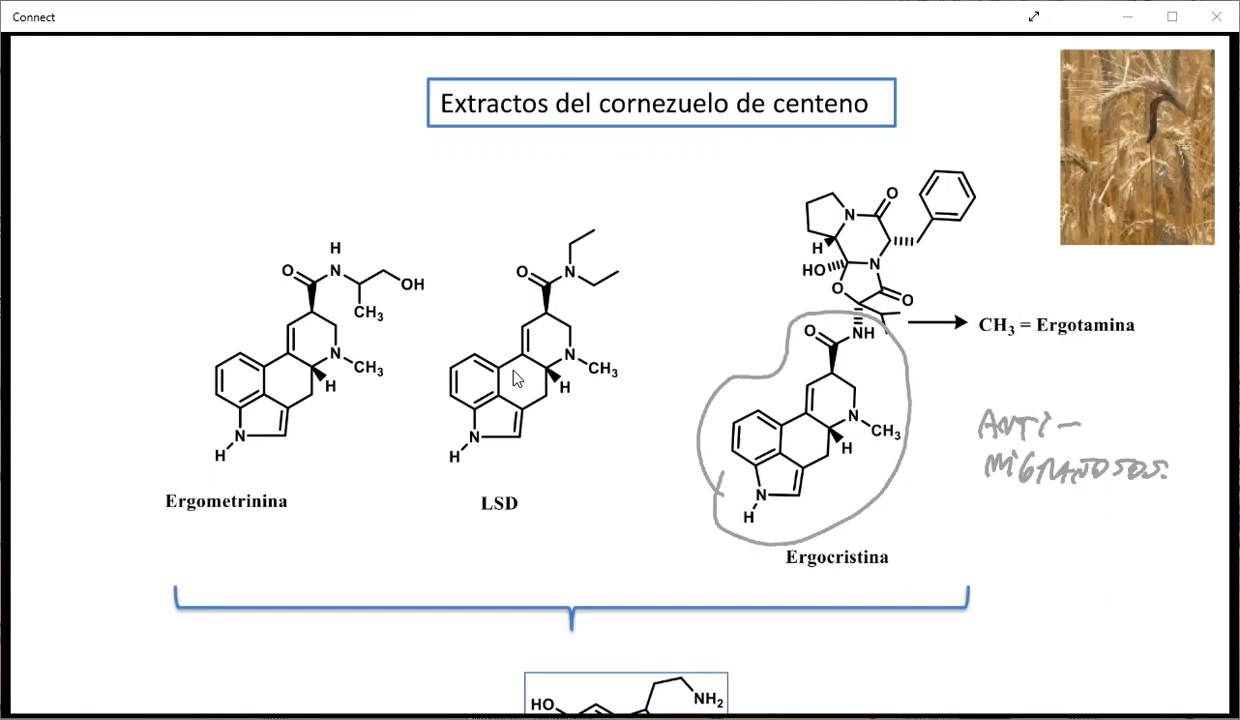 Connect
Extractos del cornezuelo de centeno
O
N
H
N
O
HO
N
O
O
H
O
N
OH
CH3
N
CH3
H
N
H
O
N
N
CH3
H
N
H
O
NH
N
CH3
H
N
H
CH3 = Ergotamina
ANTI-
MIGRAÑOSOS.
Ergometrinina
LSD
Ergocristina
HO
NH2